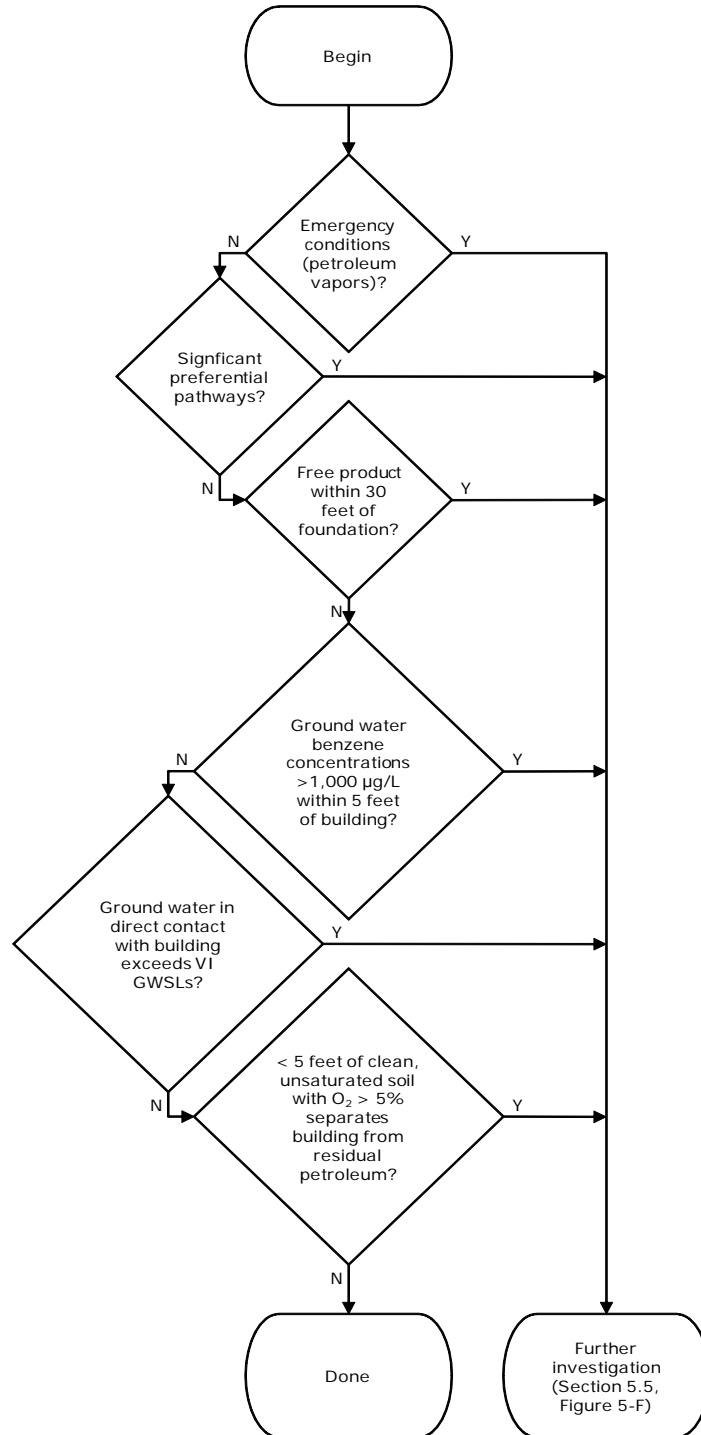 Begin
Emergency
conditions
(petroleum
vapors)?
N
Y
Signficant
preferential
pathways?
Y
N
Free product
within 30
feet of
foundation?
Y
N
Ground water
benzene
concentrations
>1,000 µg/L
within 5 feet
of building?
N
Y
Ground water in
direct contact
with building
exceeds VI
GWSLs?
Y
N
< 5 feet of clean,
unsaturated soil
with O₂ > 5%
separates
building from
residual
petroleum?
Y
N
Done
Further
investigation
(Section 5.5,
Figure 5-F)